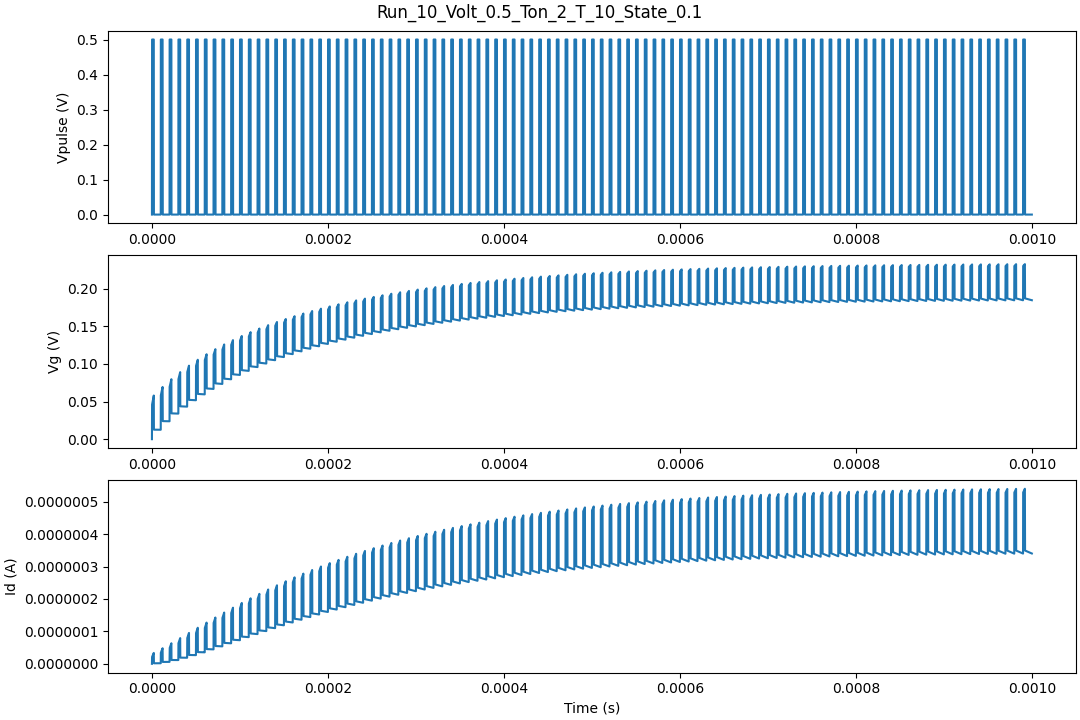 Run_10_Volt_0.5_Ton_2_T_10_State_0.1
0.5
0.4
0.3
0.2
0.1
0.0
Vpulse (V)
0.0000 0.0002 0.0004 0.0006 0.0008 0.0010
0.20
0.15
0.10
0.05
0.00
Vg (V)
0.0000 0.0002 0.0004 0.0006 0.0008 0.0010
0.0000005
0.0000004
0.0000003
0.0000002
0.0000001
0.0000000
Id (A)
0.0000 0.0002 0.0004 0.0006 0.0008 0.0010
Time (s)